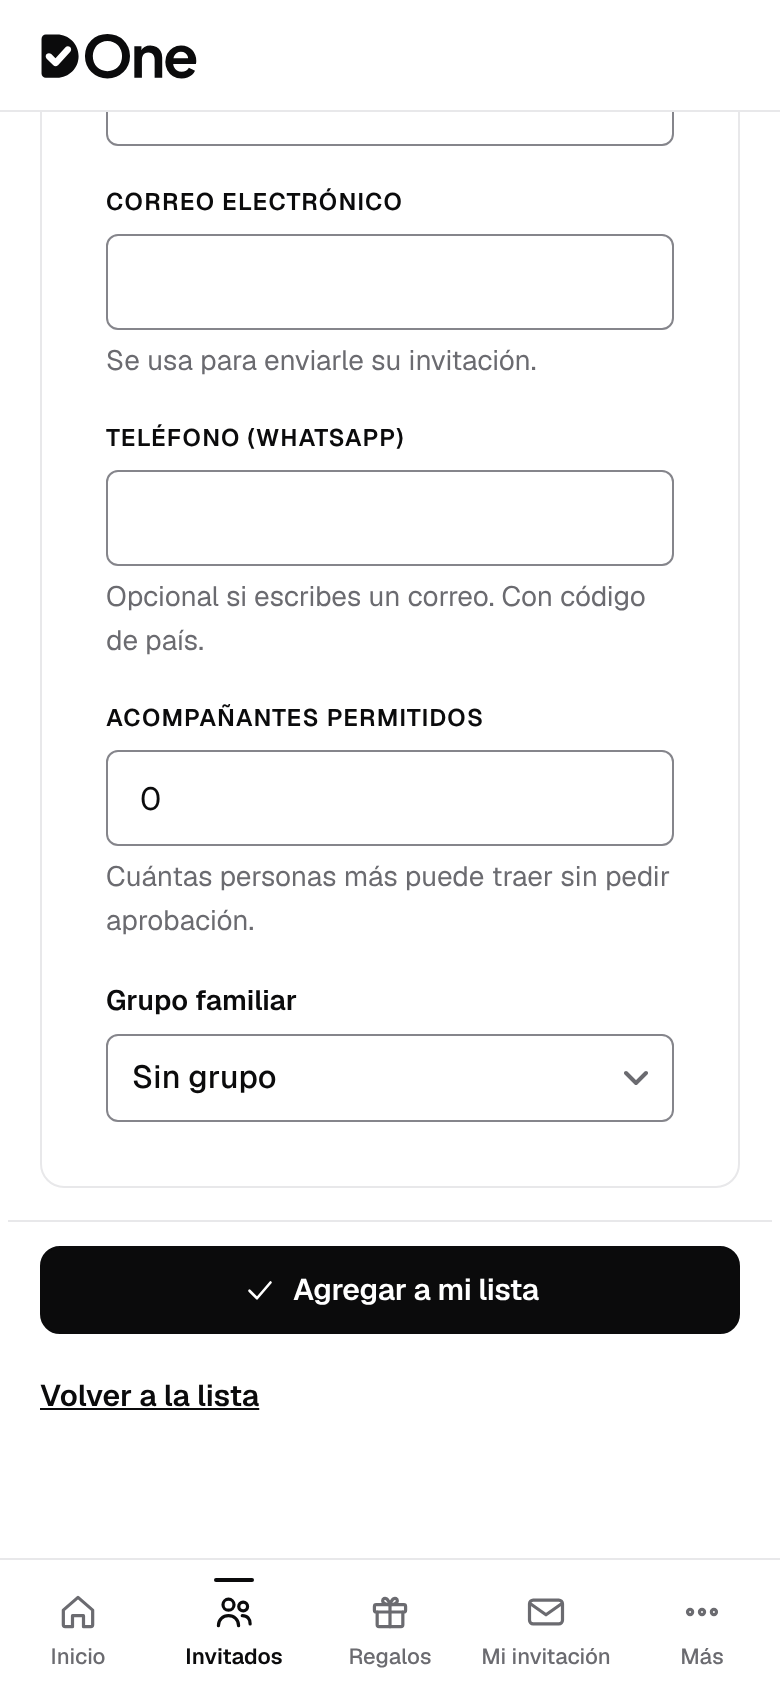 DOne
CORREO ELECTRÓNICO
Se usa para enviarle su invitación.
TELÉFONO (WHATSAPP)
Opcional si escribes un correo. Con código
de país.
ACOMPAÑANTES PERMITIDOS
0
Cuántas personas más puede traer sin pedir
aprobación.
Grupo familiar
Sin grupo
Agregar a mi lista
Volver a la lista
Inicio
Invitados
Regalos
Mi invitación
Más